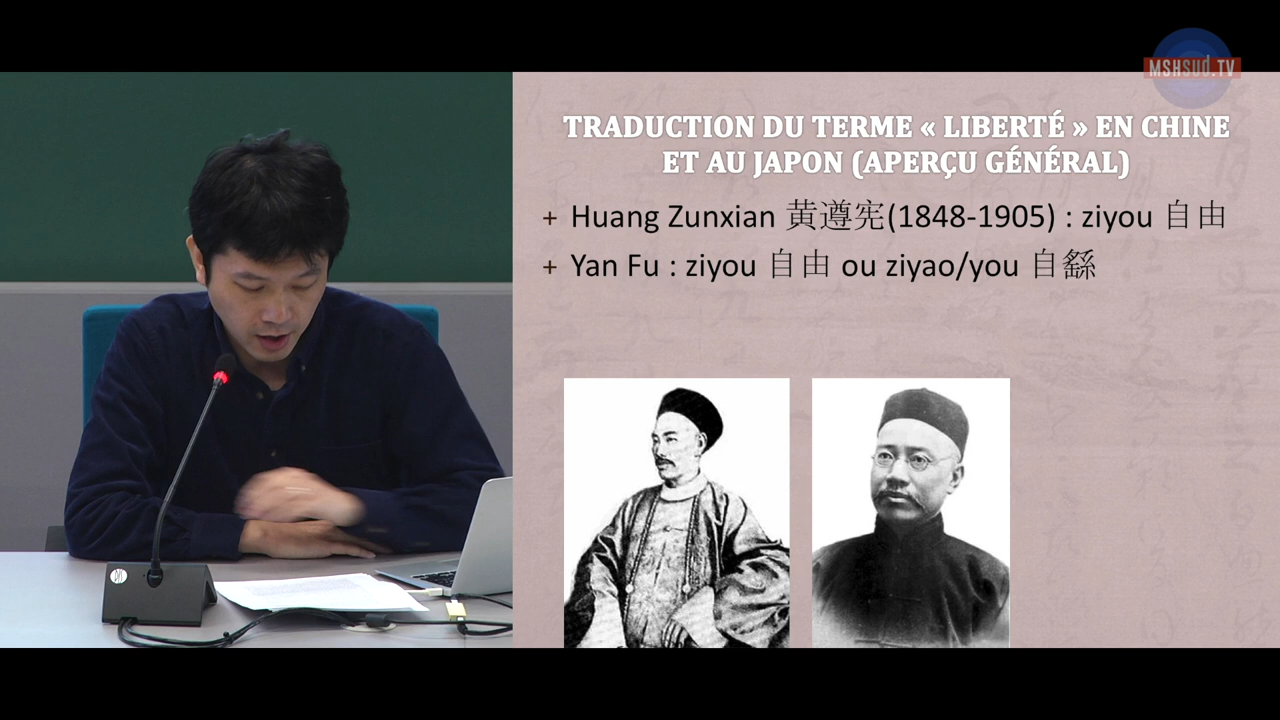 MSHsud.TV
TRADUCTION DU TERME « LIBERTÉ » EN CHINE
ET AU JAPON (APERÇU GÉNÉRAL)
+ Huang Zunxian 黄遵宪(1848-1905) : ziyou 自由
+ Yan Fu : ziyou 自由 ou ziyao/you 自繇